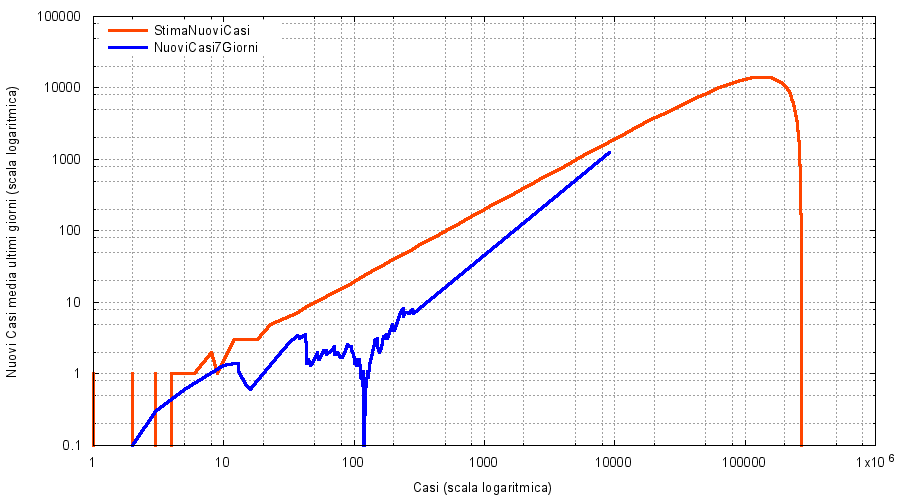 100000
10000
1000
100
10
1
0.1
StimaNuoviCasi
NuoviCasi7Giorni
Nuovi Casi media ultimi giorni (scala logaritmica)
1 10 100 1000 10000 100000 1x10 6
Casi (scala logaritmica)